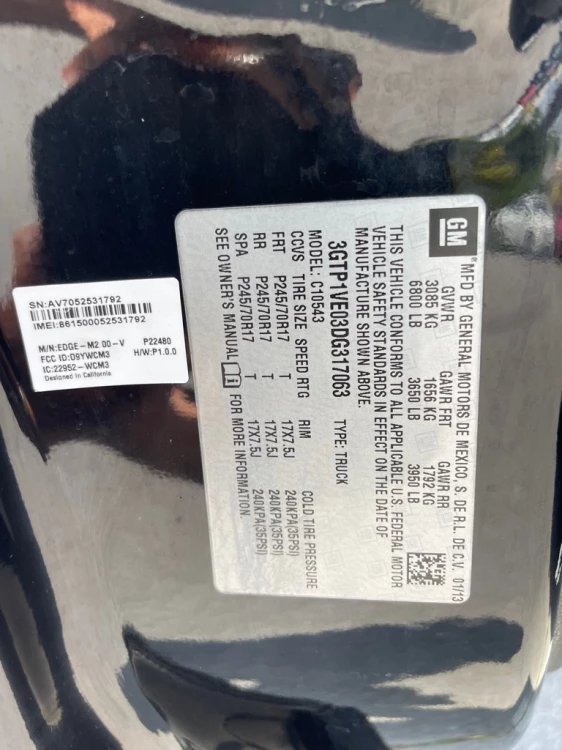 GM
MFD BY GENERAL MOTORS DE MEXICO, S. DE R.L. DE C.V. 01/13
GVWR GAWR FRT GAWR RR
3085 KG 1656 KG 1792 KG
6800 LB 3650 LB 3950 LB
THIS VEHICLE CONFORMS TO ALL APPLICABLE U.S. FEDERAL MOTOR
VEHICLE SAFETY STANDARDS IN EFFECT ON THE DATE OF
MANUFACTURE SHOWN ABOVE.
3GTP1VE03DG317063 TYPE: TRUCK
MODEL: C10543
CCVS TIRE SIZE SPEED RTG RIM COLD TIRE PRESSURE
FRT P245/70R17 T 17X7.5J 240KPA(35PSI)
RR P245/70R17 T 17X7.5J 240KPA(35PSI)
SPA P245/70R17 T 17X7.5J 240KPA(35PSI)
SEE OWNER'S MANUAL i FOR MORE INFORMATION
SN:AV7052531792
IMEI:861500052531792
M/N:EDGE-M2 00-V P22480
FCC ID:O9YWCM3 H/W:P1.0.0
IC:22952-WCM3
Designed in California